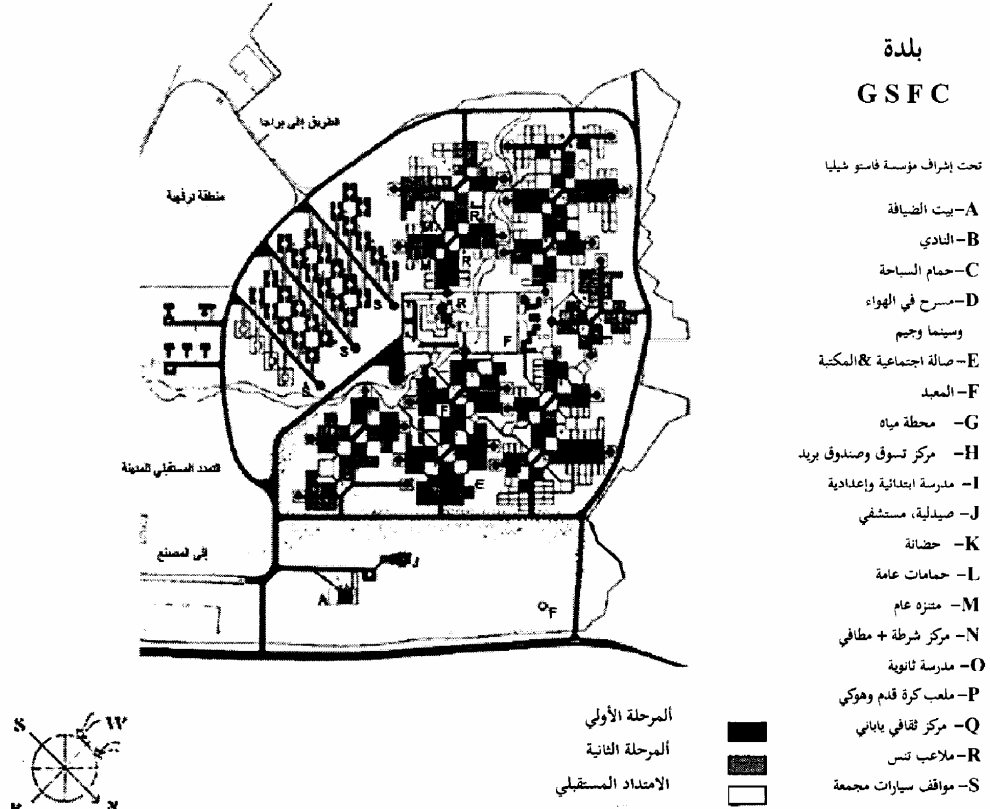 بلدة
GSFC
تحت إشراف مؤسسة فاستو شيليا
A- بيت الضيافة
B- النادي
C- حمام السباحة
D- مسرح في الهواء
وسينما وجيم
E- صالة اجتماعية &المكتبة
F- المعبد
G- محطة مياه
H- مركز تسوق وصندوق بريد
I- مدرسة ابتدائية وإعدادية
J- صيدلية، مستشفي
K- حضانة
L- حمامات عامة
M- متنزه عام
N- مركز شرطة + مطافي
O- مدرسة ثانوية
P- ملعب كرة قدم وهوكي
Q- مركز ثقافي ياباني
R- ملاعب تنس
S- مواقف سيارات مجمعة
الطريق إلى براجا
منطقة ترفيهية
R
M
M
R
R
S
S
S
F
F
E
التمدد المستقبلي للمدينة
إلى المصنع
J
A
F
ألمرحلة الأولي
ألمرحلة الثانية
الامتداد المستقبلي
S
W